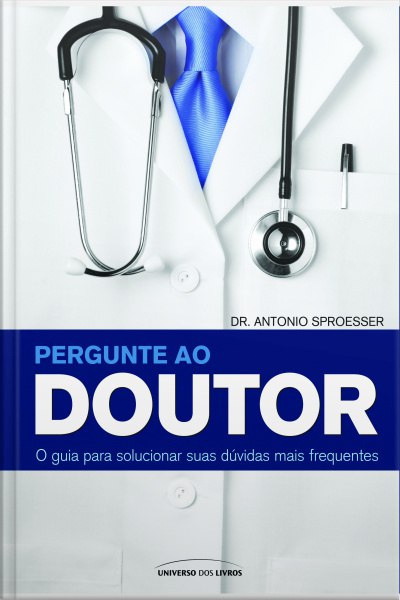 DR. ANTONIO SPROESSER
PERGUNTE AO
DOUTOR
O guia para solucionar suas dúvidas mais frequentes
UNIVERSO DOS LIVROS